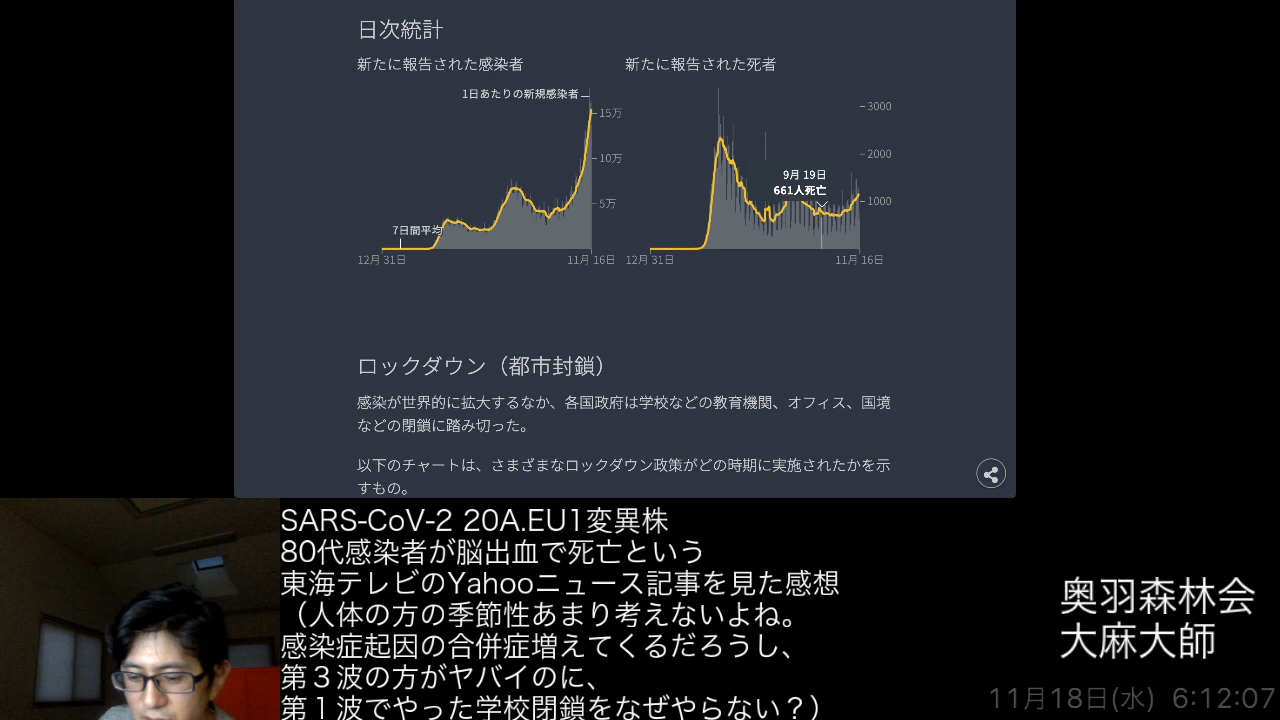 日次統計
新たに報告された感染者
新たに報告された死者
1日あたりの新規感染者
15万
10万
5万
7日間平均
12月 31日
11月 16日
3000
2000
9月 19日
661人死亡
1000
12月 31日
11月 16日
ロックダウン（都市封鎖）
感染が世界的に拡大するなか、各国政府は学校などの教育機関、オフィス、国境
などの閉鎖に踏み切った。
以下のチャートは、さまざまなロックダウン政策がどの時期に実施されたかを示
すもの。
SARS-CoV-2 20A.EU1変異株
80代感染者が脳出血で死亡という
東海テレビのYahooニュース記事を見た感想
（人体の方の季節性あまり考えないよね。
感染症起因の合併症増えてくるだろうし、
第３波の方がヤバイのに、
第１波でやった学校閉鎖をなぜやらない？）
奥羽森林会
大麻大師
11月18日(水) 6:12:07